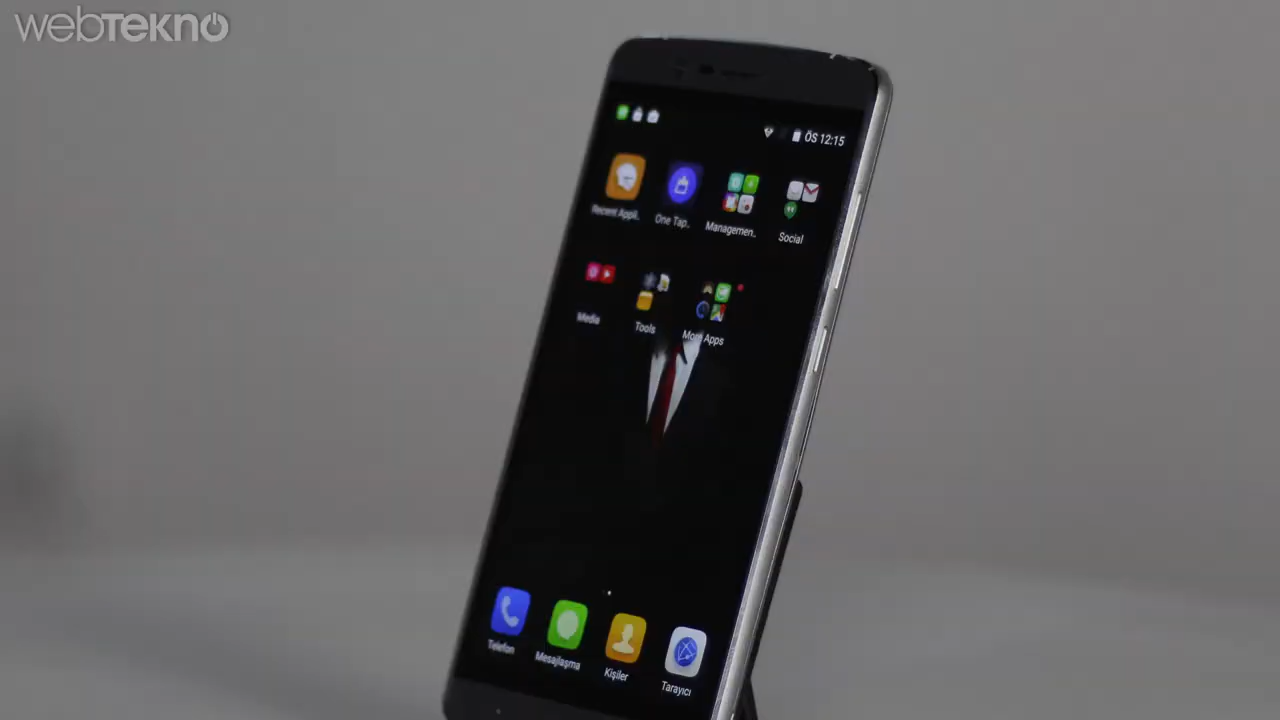 webtekno
ÖS 12:15
Recent Appli..
One Tap..
Managemen..
Social
Media
Tools
More Apps
Telefon
Mesajlaşma
Kişiler
Tarayıcı